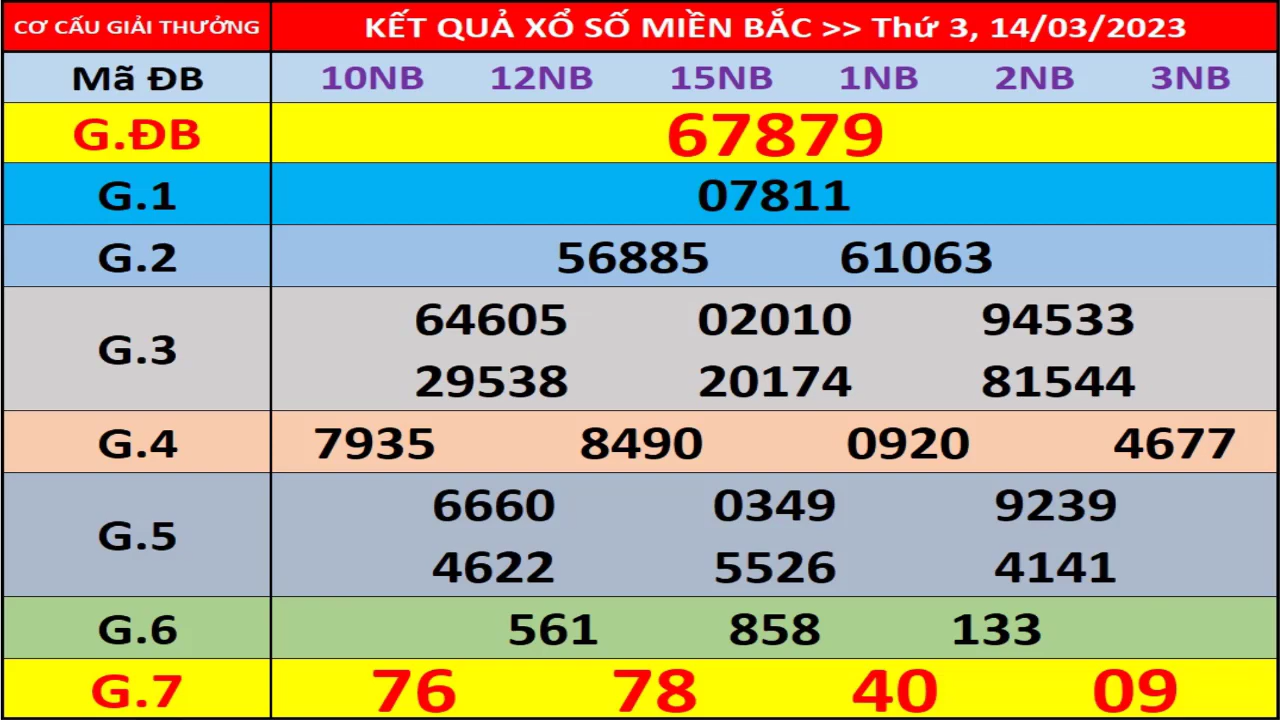 CƠ CẤU GIẢI THƯỞNG KẾT QUẢ XỔ SỐ MIỀN BẮC >> Thứ 3, 14/03/2023
Mã ĐB 10NB 12NB 15NB 1NB 2NB 3NB
G.ĐB 67879
G.1 07811
G.2 56885 61063
G.3
64605 02010 94533
29538 20174 81544
G.4 7935 8490 0920 4677
G.5
6660 0349 9239
4622 5526 4141
G.6 561 858 133
G.7 76 78 40 09